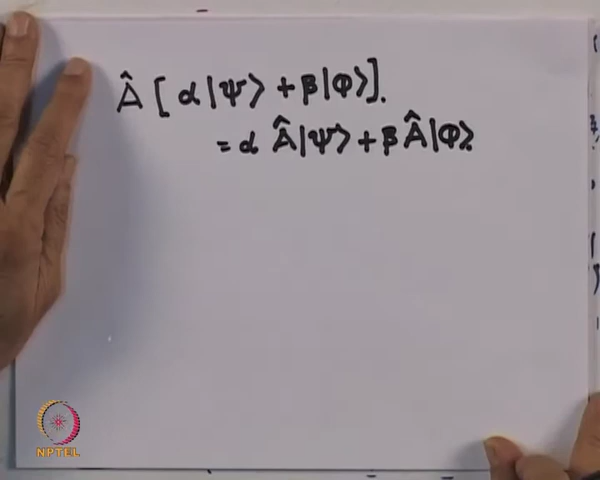 Â [ α|Ψ⟩ + β|Φ⟩].
= α Â|Ψ⟩ + β Â|Φ⟩.
NPTEL